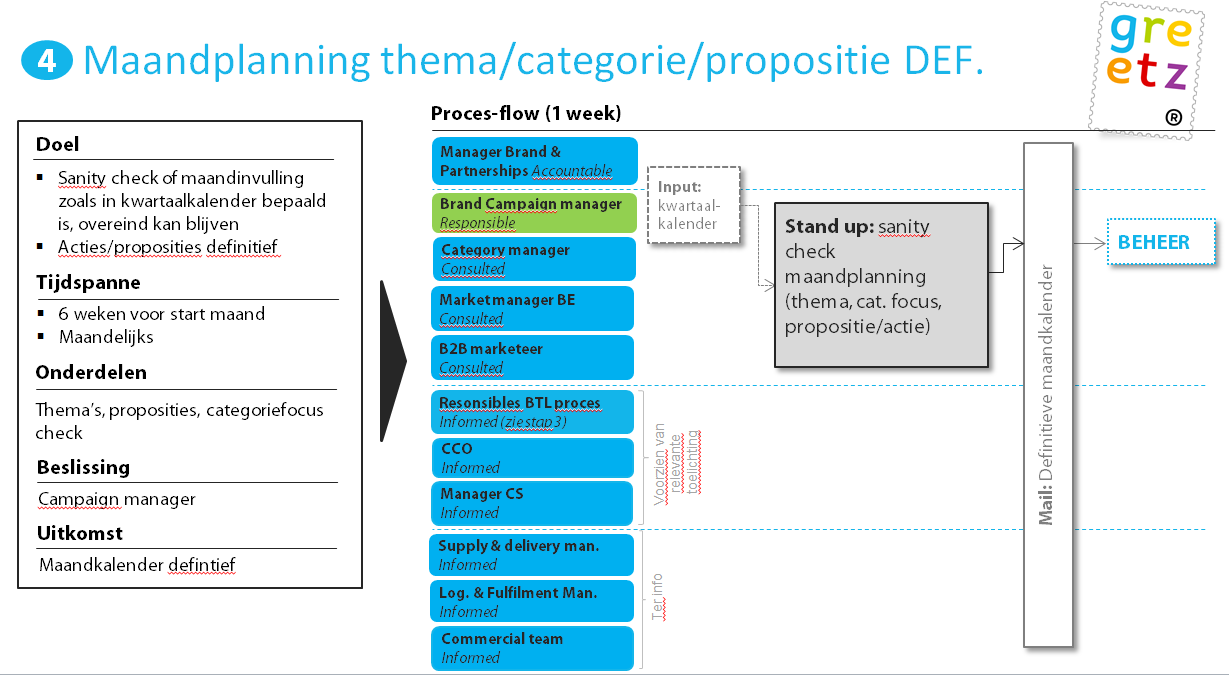 4 Maandplanning thema/categorie/propositie DEF.
gre
etz
®
Doel
▪ Sanity check of maandinvulling
zoals in kwartaalkalender bepaald
is, overeind kan blijven
▪ Acties/proposities definitief
Tijdspanne
▪ 6 weken voor start maand
▪ Maandelijks
Onderdelen
Thema's, proposities, categoriefocus
check
Beslissing
Campaign manager
Uitkomst
Maandkalender defintief
Proces-flow (1 week)
Manager Brand &
Partnerships Accountable
Brand Campaign manager
Responsible
Category manager
Consulted
Market manager BE
Consulted
B2B marketeer
Consulted
Resonsibles BTL proces
Informed (zie stap 3)
CCO
Informed
Manager CS
Informed
Supply & delivery man.
Informed
Log. & Fulfilment Man.
Informed
Commercial team
Informed
Voorzien van
relevante
toelichting
Ter info
Input:
kwartaal-
kalender
Stand up: sanity
check
maandplanning
(thema, cat. focus,
propositie/actie)
Mail: Definitieve maandkalender
BEHEER